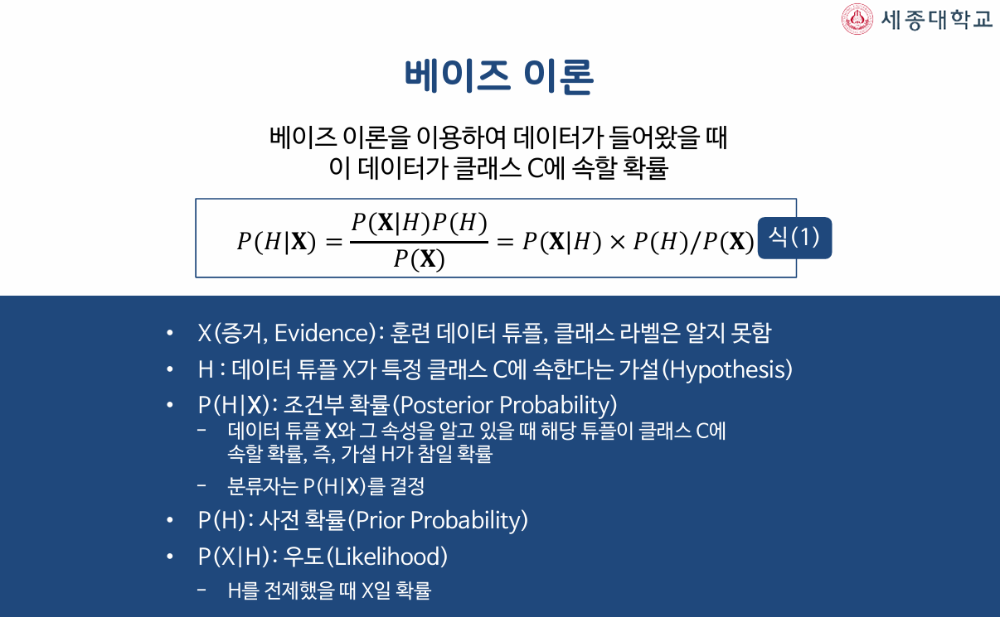 세종대학교
베이즈 이론
베이즈 이론을 이용하여 데이터가 들어왔을 때
이 데이터가 클래스 C에 속할 확률
P(H|X) = P(X|H)P(H) / P(X) = P(X|H) × P(H)/P(X)
식(1)
• X(증거, Evidence): 훈련 데이터 튜플, 클래스 라벨은 알지 못함
• H : 데이터 튜플 X가 특정 클래스 C에 속한다는 가설(Hypothesis)
• P(H|X): 조건부 확률(Posterior Probability)
- 데이터 튜플 X와 그 속성을 알고 있을 때 해당 튜플이 클래스 C에
속할 확률, 즉, 가설 H가 참일 확률
- 분류자는 P(H|X)를 결정
• P(H): 사전 확률(Prior Probability)
• P(X|H): 우도(Likelihood)
- H를 전제했을 때 X일 확률